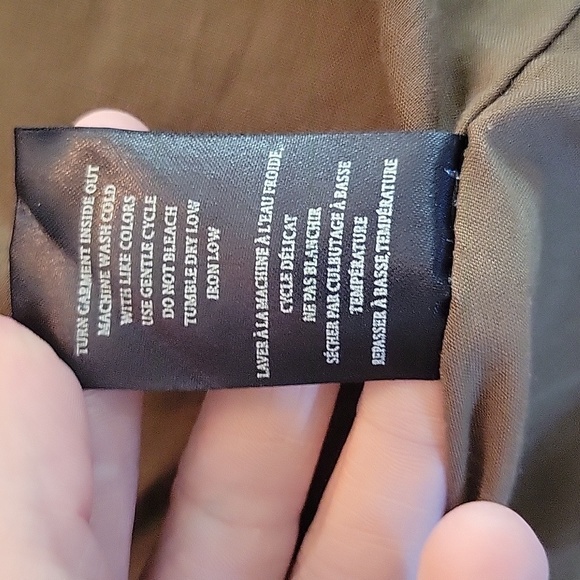 TURN GARMENT INSIDE OUT
MACHINE WASH COLD
WITH LIKE COLORS
USE GENTLE CYCLE
DO NOT BLEACH
TUMBLE DRY LOW
IRON LOW
LAVER À LA MACHINE À L'EAU FROIDE,
CYCLE DÉLICAT
NE PAS BLANCHIR
SÉCHER PAR CULBUTAGE À BASSE
TEMPÉRATURE
REPASSER À BASSE TEMPÉRATURE